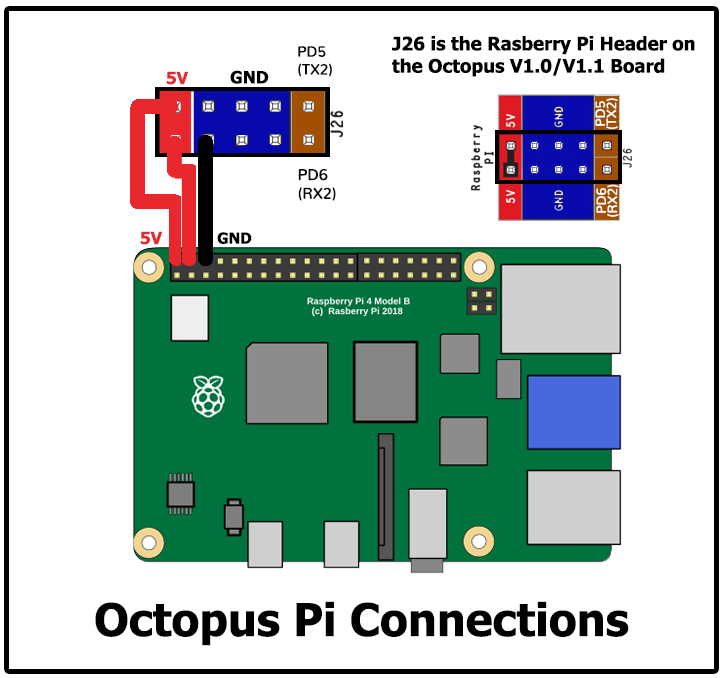 J26 is the Rasberry Pi Header on
the Octopus V1.0/V1.1 Board
PD5
(TX2)
5V
GND
J26
PD6
(RX2)
5V
GND
PD5
(TX2)
Raspberry
PI
J26
5V
GND
PD6
(RX2)
5V
GND
Raspberry Pi 4 Model B
(c) Rasberry Pi 2018
Octopus Pi Connections